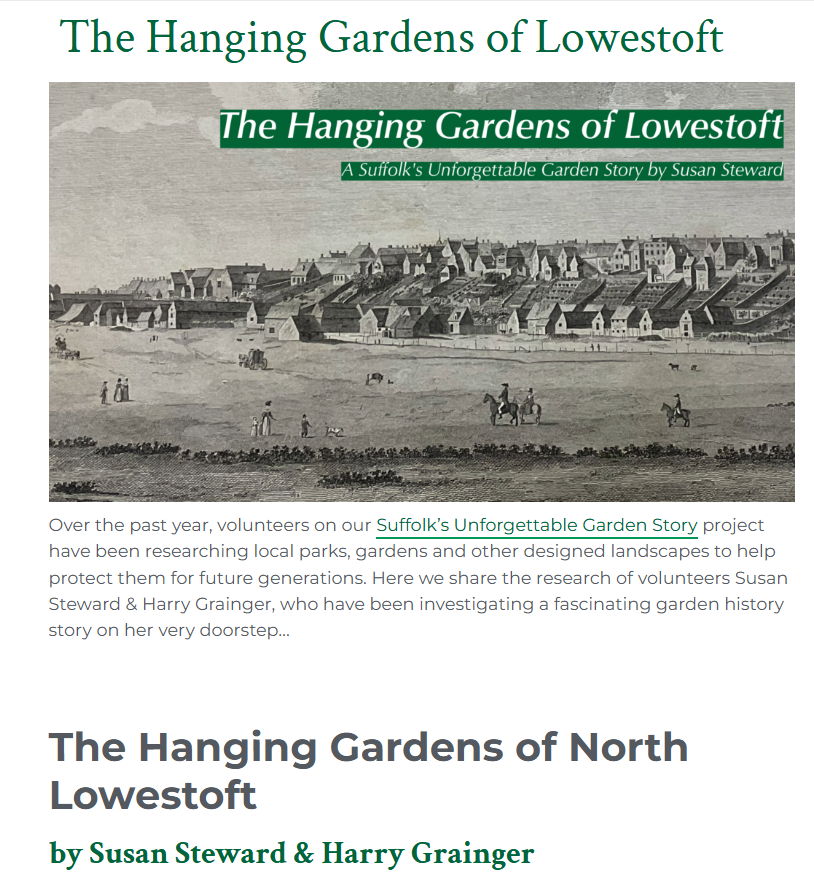 The Hanging Gardens of Lowestoft
The Hanging Gardens of Lowestoft
A Suffolk's Unforgettable Garden Story by Susan Steward
Over the past year, volunteers on our Suffolk’s Unforgettable Garden Story project
have been researching local parks, gardens and other designed landscapes to help
protect them for future generations. Here we share the research of volunteers Susan
Steward & Harry Grainger, who have been investigating a fascinating garden history
story on her very doorstep…
The Hanging Gardens of North
Lowestoft
by Susan Steward & Harry Grainger